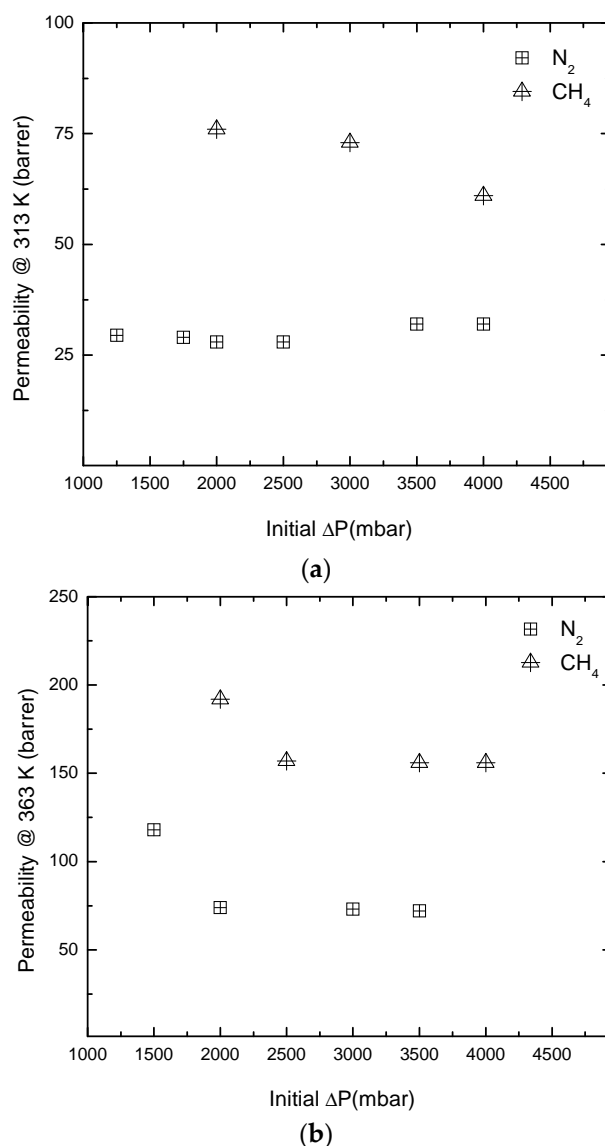 100
75
50
25
Permeability @ 313 K (barrer)
N2
CH4
1000 1500 2000 2500 3000 3500 4000 4500
Initial ΔP(mbar)
(a)
250
200
150
100
50
Permeability @ 363 K (barrer)
N2
CH4
1000 1500 2000 2500 3000 3500 4000 4500
Initial ΔP(mbar)
(b)